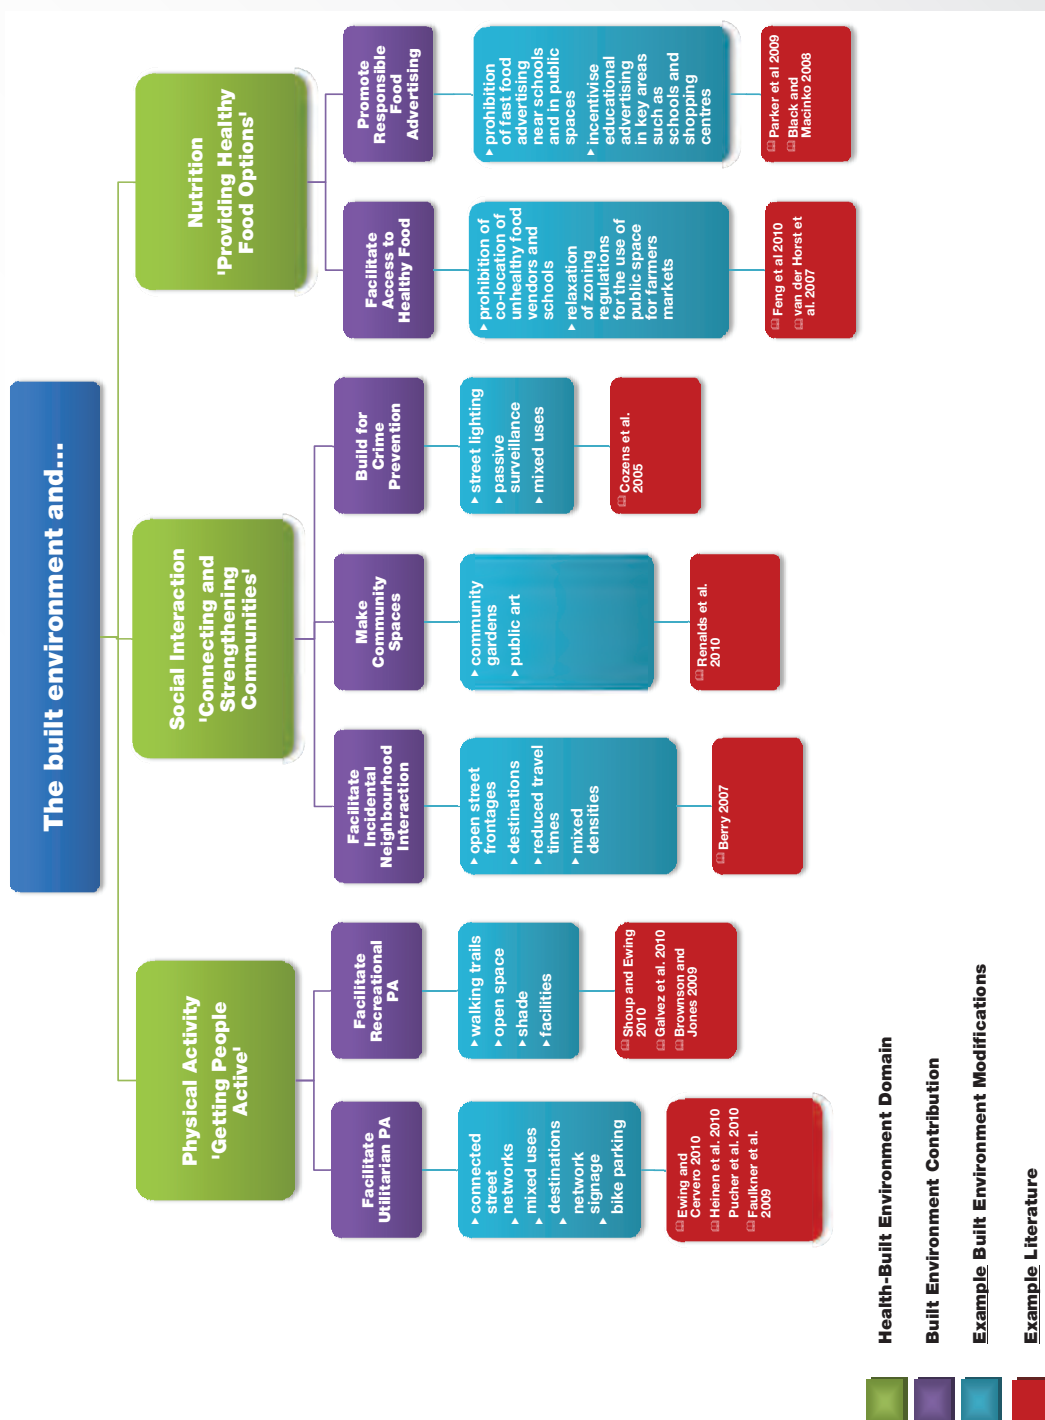 The built environment and...
Physical Activity
'Getting People
Active'
Facilitate
Utilitarian PA
▸ connected
street
networks
▸ mixed uses
▸ destinations
▸ network
signage
▸ bike parking
Ewing and
Cervero 2010
Heinen et al. 2010
Pucher et al. 2010
Faulkner et al.
2009
Facilitate
Recreational
PA
▸ walking trails
▸ open space
▸ shade
▸ facilities
Shoup and Ewing
2010
Galvez et al. 2010
Brownson and
Jones 2009
Social Interaction
'Connecting and
Strengthening
Communities'
Facilitate
Incidental
Neighbourhood
Interaction
▸ open street
frontages
▸ destinations
▸ reduced travel
times
▸ mixed
densities
Berry 2007
Make
Community
Spaces
▸ community
gardens
▸ public art
Renalds et al.
2010
Build for
Crime
Prevention
▸ street lighting
▸ passive
surveillance
▸ mixed uses
Cozens et al.
2005
Nutrition
'Providing Healthy
Food Options'
Facilitate
Access to
Healthy Food
▸ prohibition of
co-location of
unhealthy food
vendors and
schools
▸ relaxation
of zoning
regulations
for the use of
public space
for farmers
markets
Feng et al 2010
van der Horst et
al. 2007
Promote
Responsible
Food
Advertising
▸ prohibition
of fast food
advertising
near schools
and in public
spaces
▸ incentivise
educational
advertising
in key areas
such as
schools and
shopping
centres
Parker et al 2009
Black and
Macinko 2008
Health-Built Environment Domain
Built Environment Contribution
Example Built Environment Modifications
Example Literature